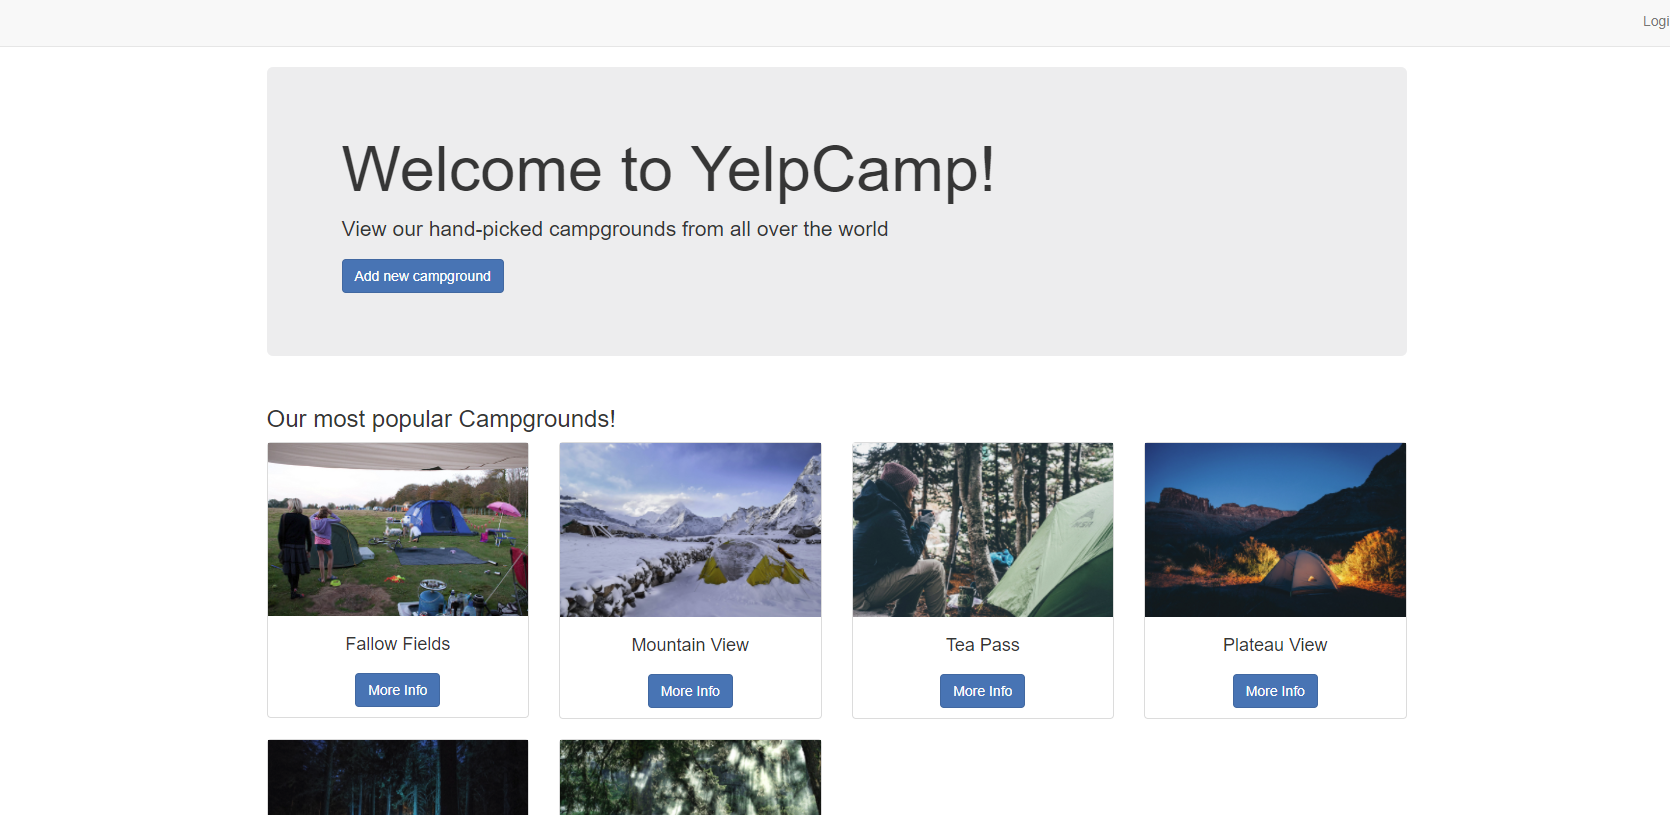 Logi
Welcome to YelpCamp!
View our hand-picked campgrounds from all over the world
Add new campground
Our most popular Campgrounds!
Fallow Fields
Mountain View
Tea Pass
Plateau View
More Info
More Info
More Info
More Info